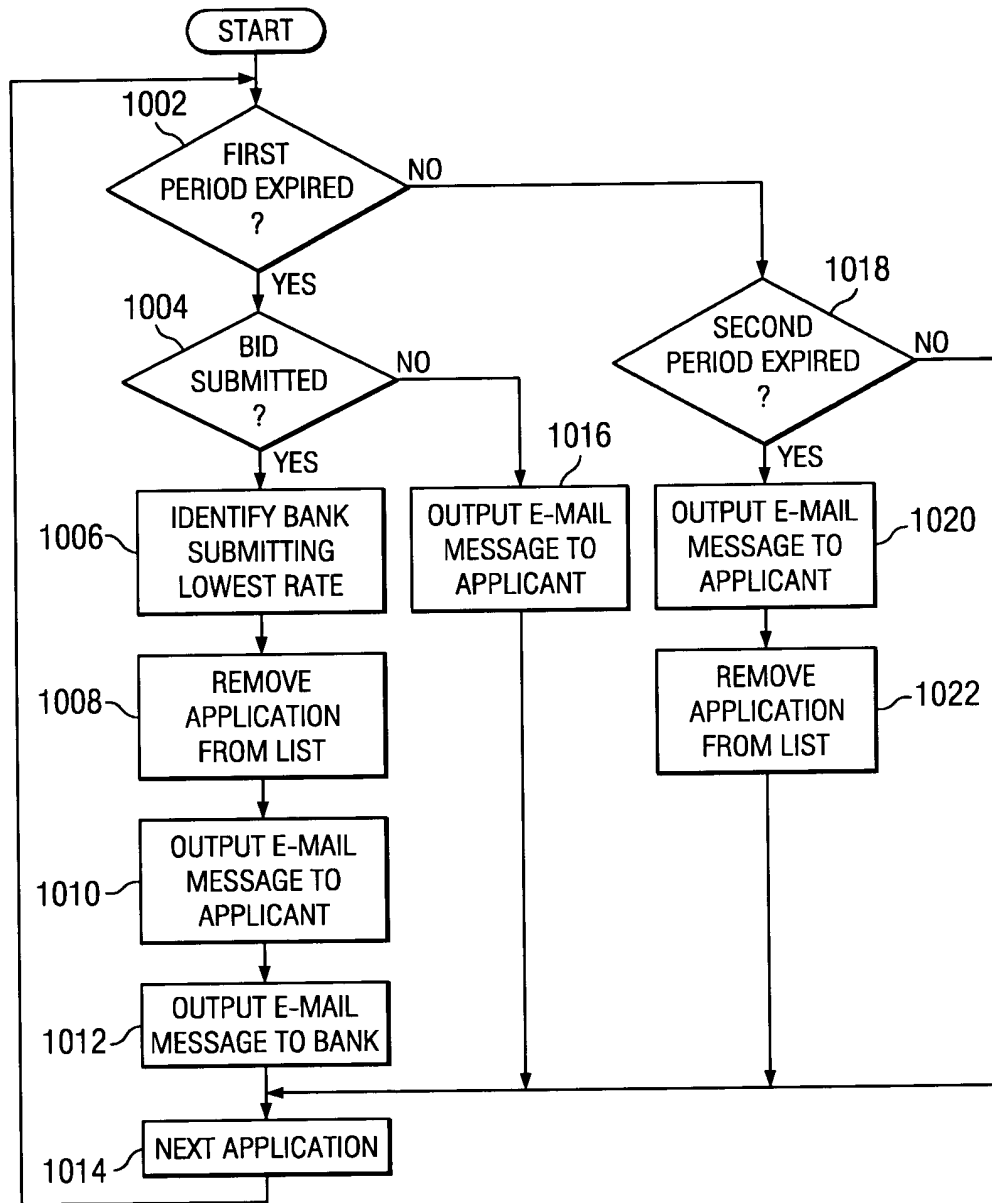 START
1002
FIRST
PERIOD EXPIRED
?
NO
YES
1004
BID
SUBMITTED
?
NO
YES
1018
SECOND
PERIOD EXPIRED
?
NO
YES
1006
IDENTIFY BANK
SUBMITTING
LOWEST RATE
1016
OUTPUT E-MAIL
MESSAGE TO
APPLICANT
1020
OUTPUT E-MAIL
MESSAGE TO
APPLICANT
1008
REMOVE
APPLICATION
FROM LIST
1022
REMOVE
APPLICATION
FROM LIST
1010
OUTPUT E-MAIL
MESSAGE TO
APPLICANT
1012
OUTPUT E-MAIL
MESSAGE TO BANK
1014
NEXT APPLICATION